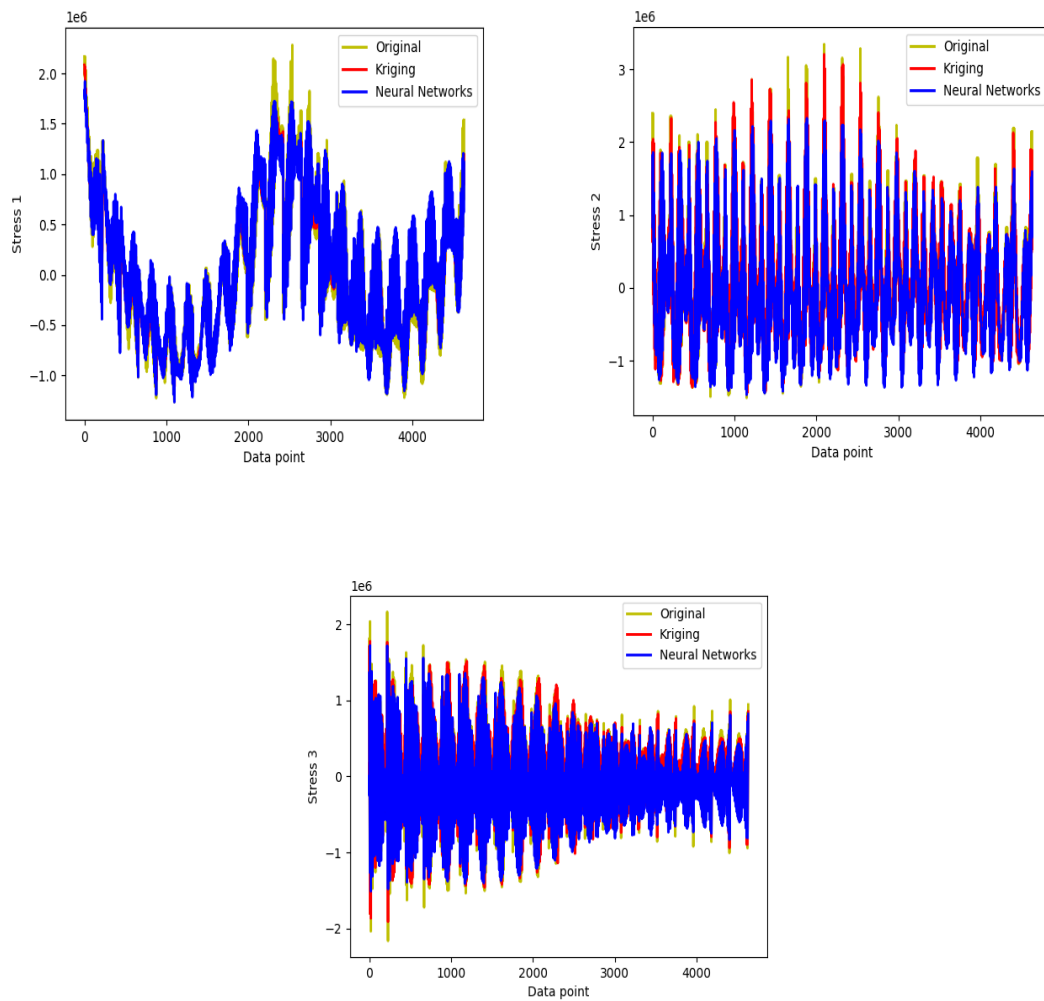 1e6
Original
Kriging
Neural Networks
2.0
1.5
1.0
0.5
0.0
−0.5
−1.0
Stress 1
0 1000 2000 3000 4000
Data point
1e6
Original
Kriging
Neural Networks
3
2
1
0
−1
Stress 2
0 1000 2000 3000 4000
Data point
1e6
Original
Kriging
Neural Networks
2
1
0
−1
−2
Stress 3
0 1000 2000 3000 4000
Data point